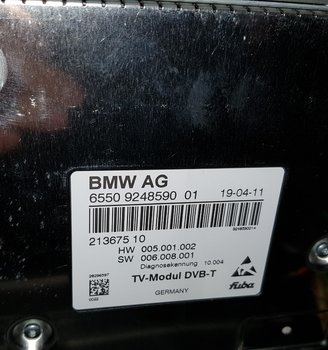 BMW AG
6550 9248590 01 19-04-11
9248590214
213675 10
HW 005.001.002
SW 006.008.001
Diagnosekennung 10.004
TV-Modul DVB-T
GERMANY
fuba